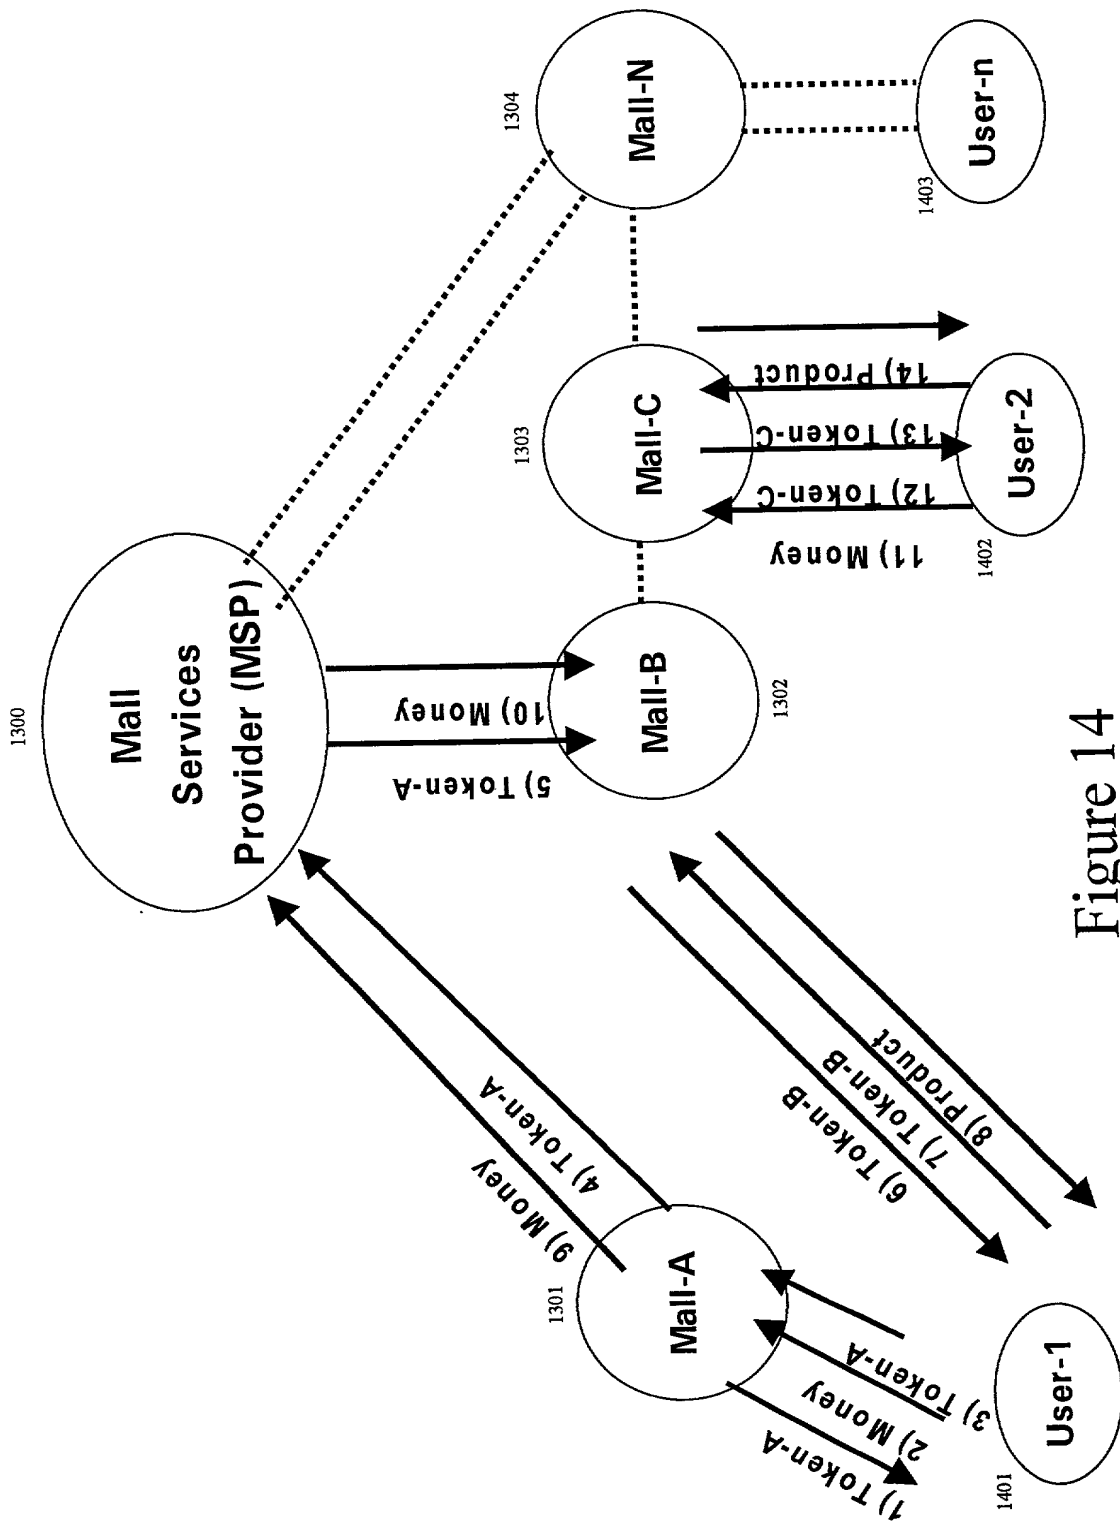 1300
Mall
Services
Provider (MSP)
9) Money
4) Token-A
5) Token-A
10) Money
1301
Mall-A
Mall-B
1302
1303
Mall-C
1304
Mall-N
1) Token-A
2) Money
3) Token-A
6) Token-B
7) Token-B
8) Product
11) Money
12) Token-C
13) Token-C
14) Product
1401
User-1
1402
User-2
1403
User-n
Figure 14